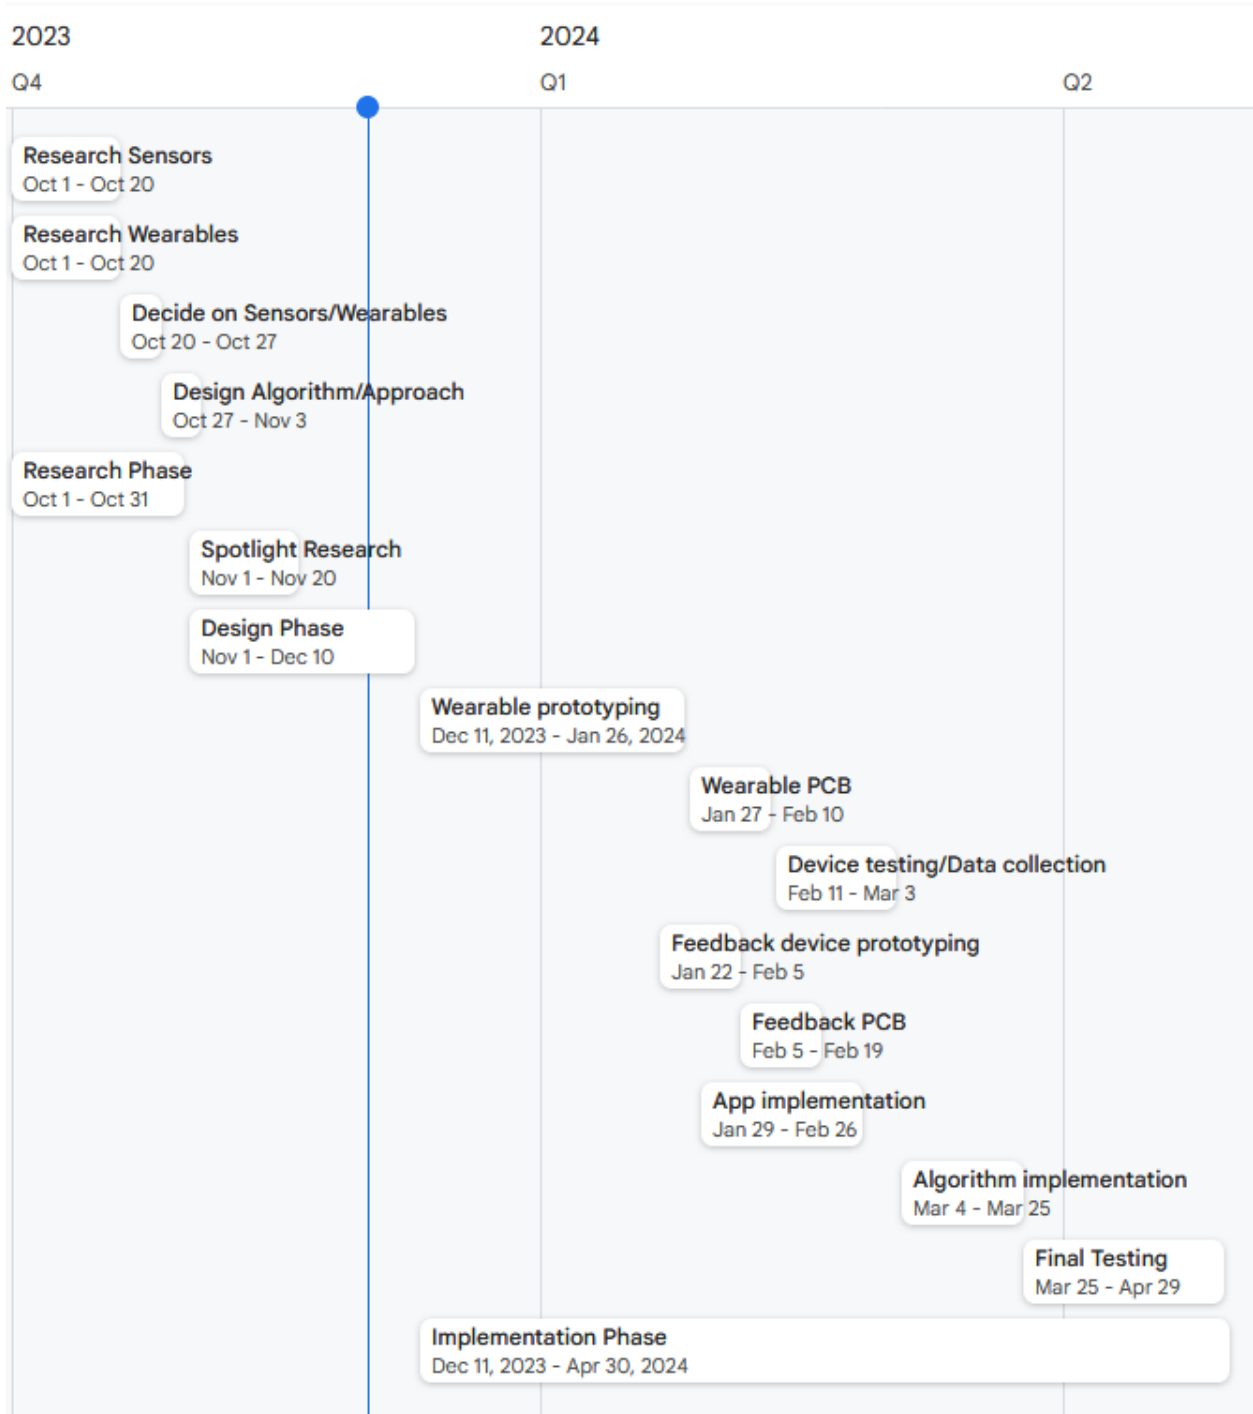 2023
2024
Q4
Q1
Q2
Research Sensors
Oct 1 - Oct 20
Research Wearables
Oct 1 - Oct 20
Decide on Sensors/Wearables
Oct 20 - Oct 27
Design Algorithm/Approach
Oct 27 - Nov 3
Research Phase
Oct 1 - Oct 31
Spotlight Research
Nov 1 - Nov 20
Design Phase
Nov 1 - Dec 10
Wearable prototyping
Dec 11, 2023 - Jan 26, 2024
Wearable PCB
Jan 27 - Feb 10
Device testing/Data collection
Feb 11 - Mar 3
Feedback device prototyping
Jan 22 - Feb 5
Feedback PCB
Feb 5 - Feb 19
App implementation
Jan 29 - Feb 26
Algorithm implementation
Mar 4 - Mar 25
Final Testing
Mar 25 - Apr 29
Implementation Phase
Dec 11, 2023 - Apr 30, 2024